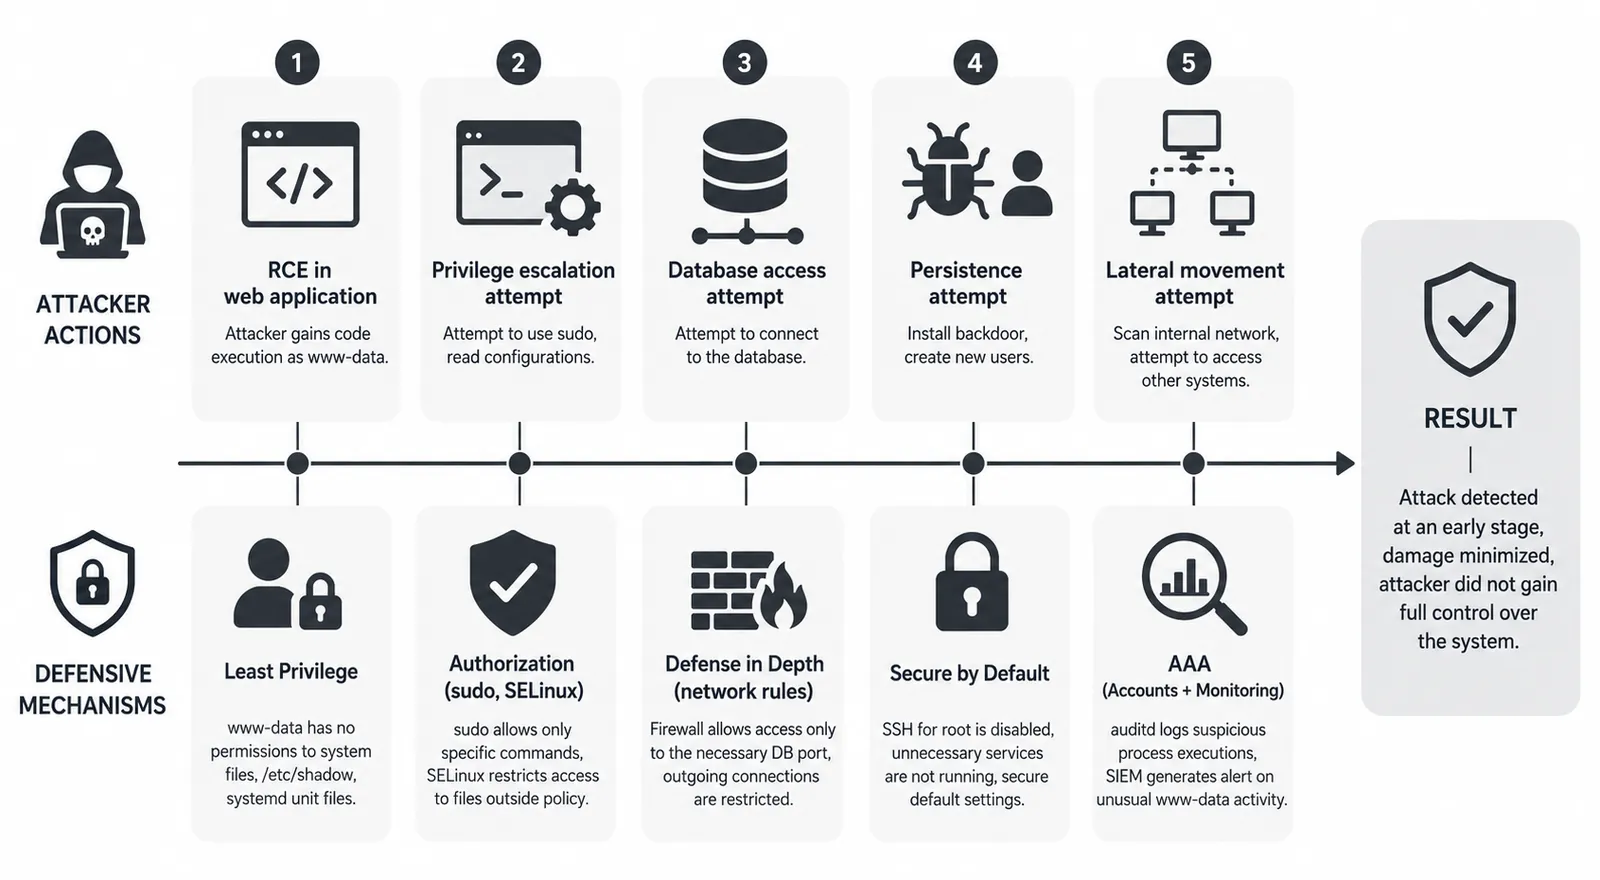 1
2
3
4
5
ATTACKER
ACTIONS
RCE in
web application
Attacker gains code
execution as www-data.
Privilege escalation
attempt
Attempt to use sudo,
read configurations.
Database access
attempt
Attempt to connect
to the database.
Persistence
attempt
Install backdoor,
create new users.
Lateral movement
attempt
Scan internal network,
attempt to access
other systems.
DEFENSIVE
MECHANISMS
Least Privilege
www-data has no
permissions to system
files, /etc/shadow,
systemd unit files.
Authorization
(sudo, SELinux)
sudo allows only
specific commands,
SELinux restricts access
to files outside policy.
Defense in Depth
(network rules)
Firewall allows access only
to the necessary DB port,
outgoing connections
are restricted.
Secure by Default
SSH for root is disabled,
unnecessary services
are not running, secure
default settings.
AAA
(Accounts + Monitoring)
auditd logs suspicious
process executions,
SIEM generates alert on
unusual www-data activity.
RESULT
Attack detected
at an early stage,
damage minimized,
attacker did not gain
full control over
the system.